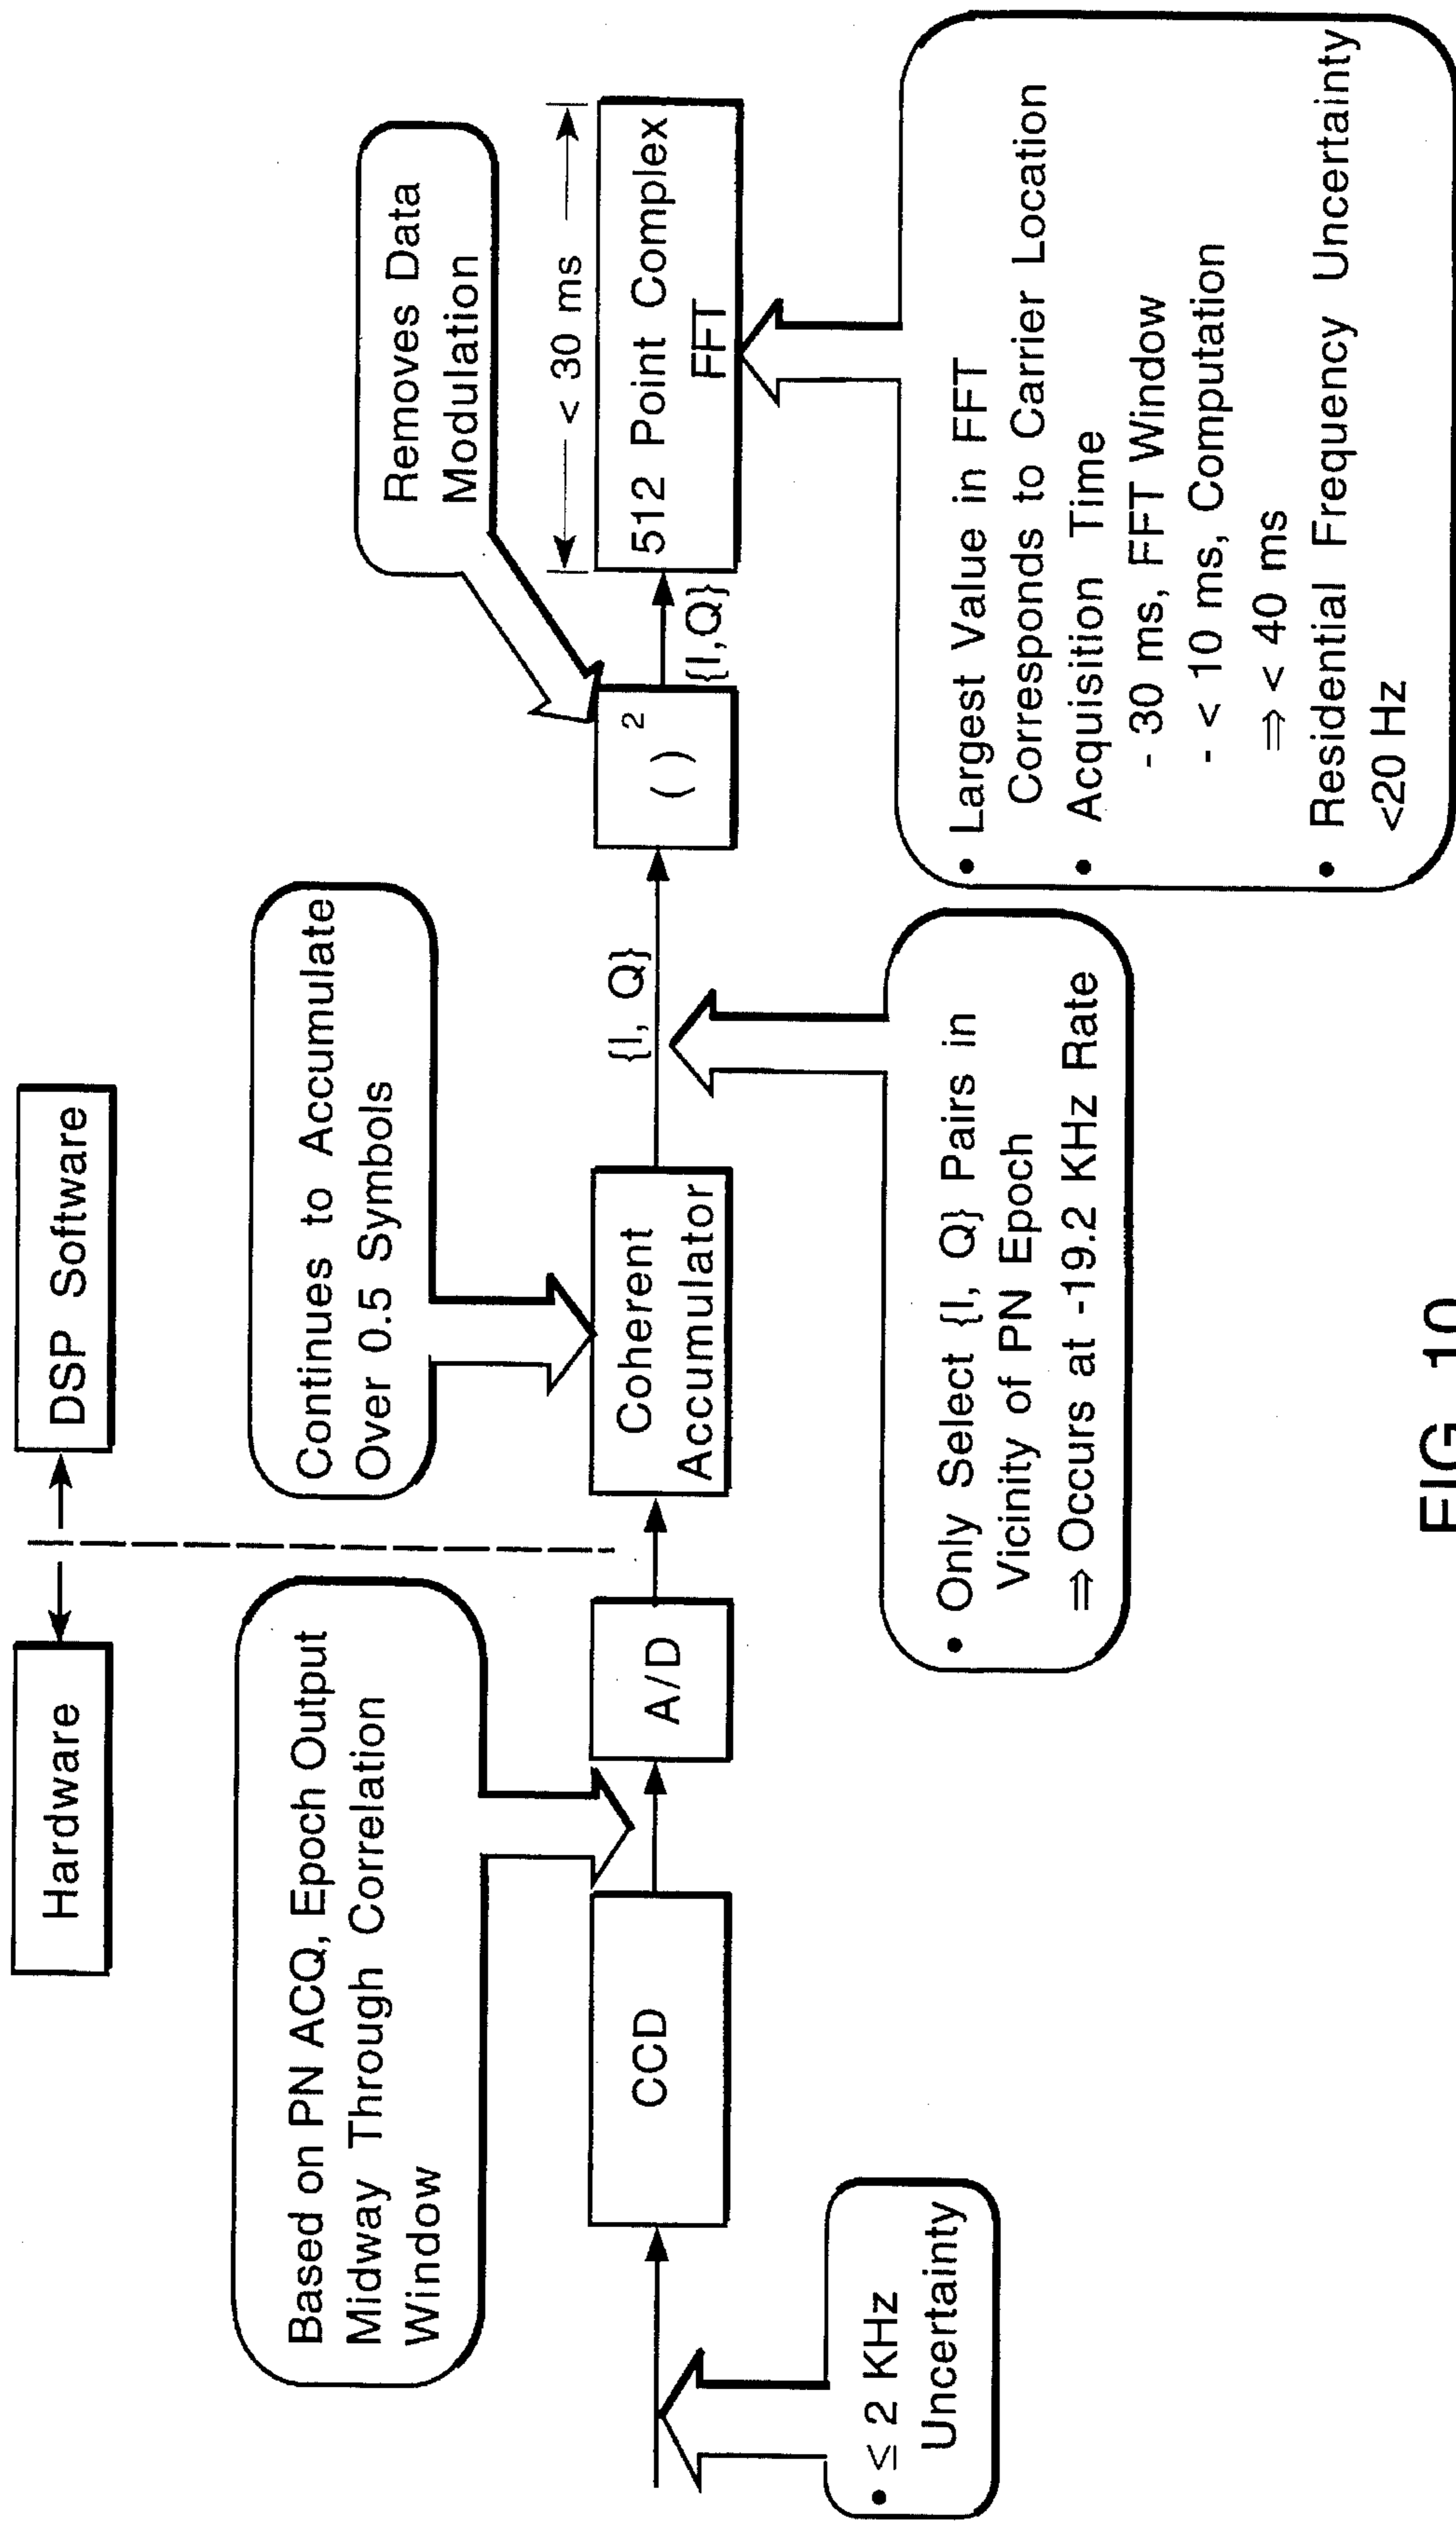 Hardware
DSP Software
Based on PN ACQ, Epoch Output
Midway Through Correlation
Window
Continues to Accumulate
Over 0.5 Symbols
Removes Data
Modulation
CCD
A/D
Coherent
Accumulator
{I, Q}
( ) 2
{I,Q}
< 30 ms
512 Point Complex
FFT
• ≤ 2 KHz
Uncertainty
• Only Select {I, Q} Pairs in
Vicinity of PN Epoch
⇒ Occurs at -19.2 KHz Rate
• Largest Value in FFT
Corresponds to Carrier Location
• Acquisition Time
- 30 ms, FFT Window
- < 10 ms, Computation
⇒ < 40 ms
• Residential Frequency Uncertainty
<20 Hz